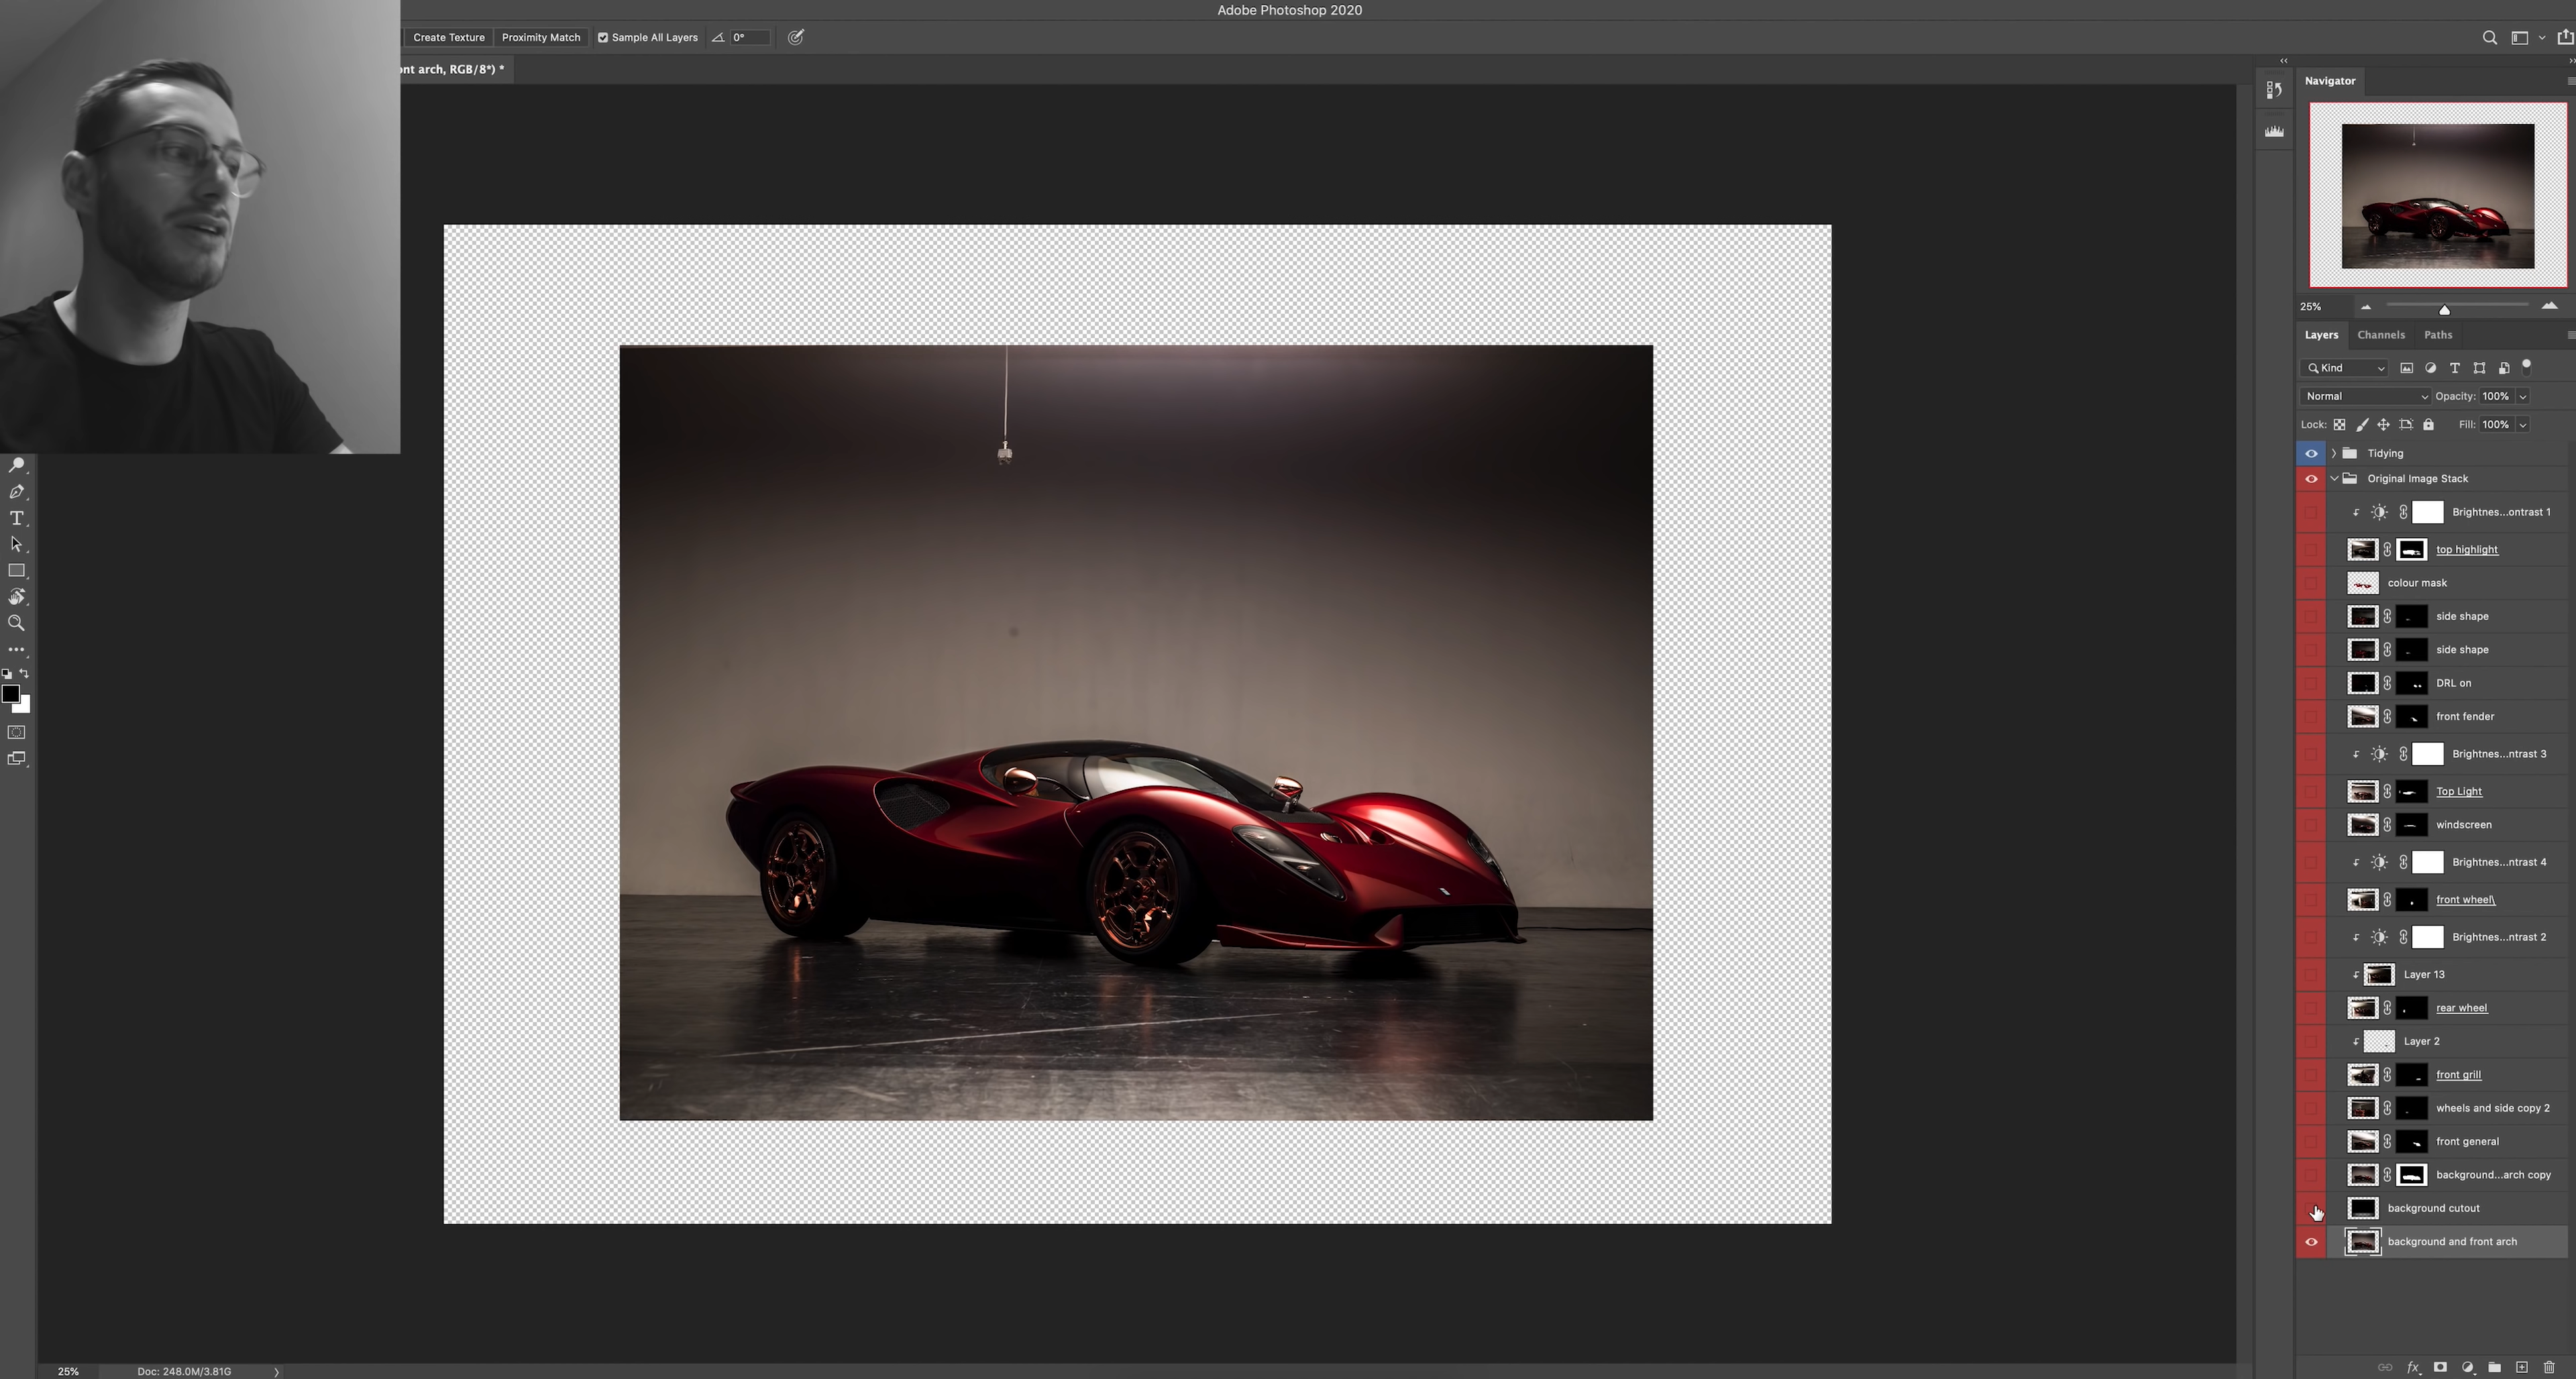 Adobe Photoshop 2020
Create Texture Proximity Match Sample All Layers 0°
ont arch, RGB/8*) *
Navigator
25%
Layers Channels Paths
Kind
Normal Opacity: 100%
Lock: Fill: 100%
Tidying
Original Image Stack
Brightnes...ontrast 1
top highlight
colour mask
side shape
side shape
DRL on
front fender
Brightnes...ntrast 3
Top Light
windscreen
Brightnes...ntrast 4
front wheel\
Brightnes...ntrast 2
Layer 13
rear wheel
Layer 2
front grill
wheels and side copy 2
front general
background...arch copy
background cutout
background and front arch
25% Doc: 248.0M/3.81G